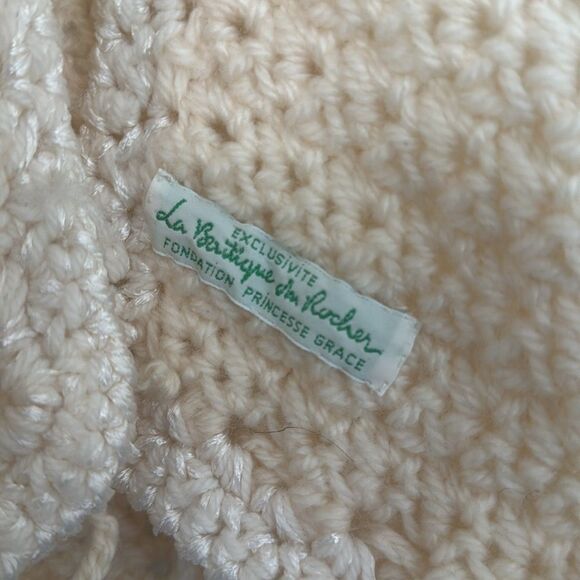 EXCLUSIVITE
La Boutique du Rocher
FONDATION PRINCESSE GRACE